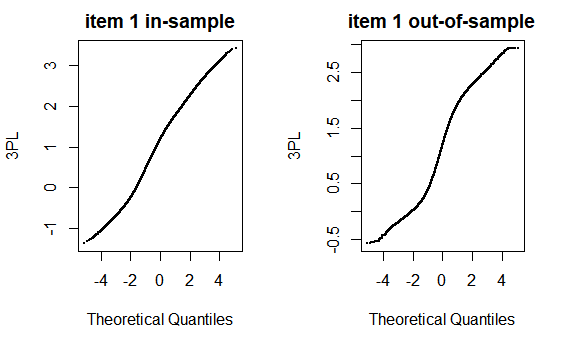 item 1 in-sample
3PL
3
2
1
0
-1
-4 -2 0 2 4
Theoretical Quantiles
item 1 out-of-sample
3PL
2.5
1.5
0.5
-0.5
-4 -2 0 2 4
Theoretical Quantiles